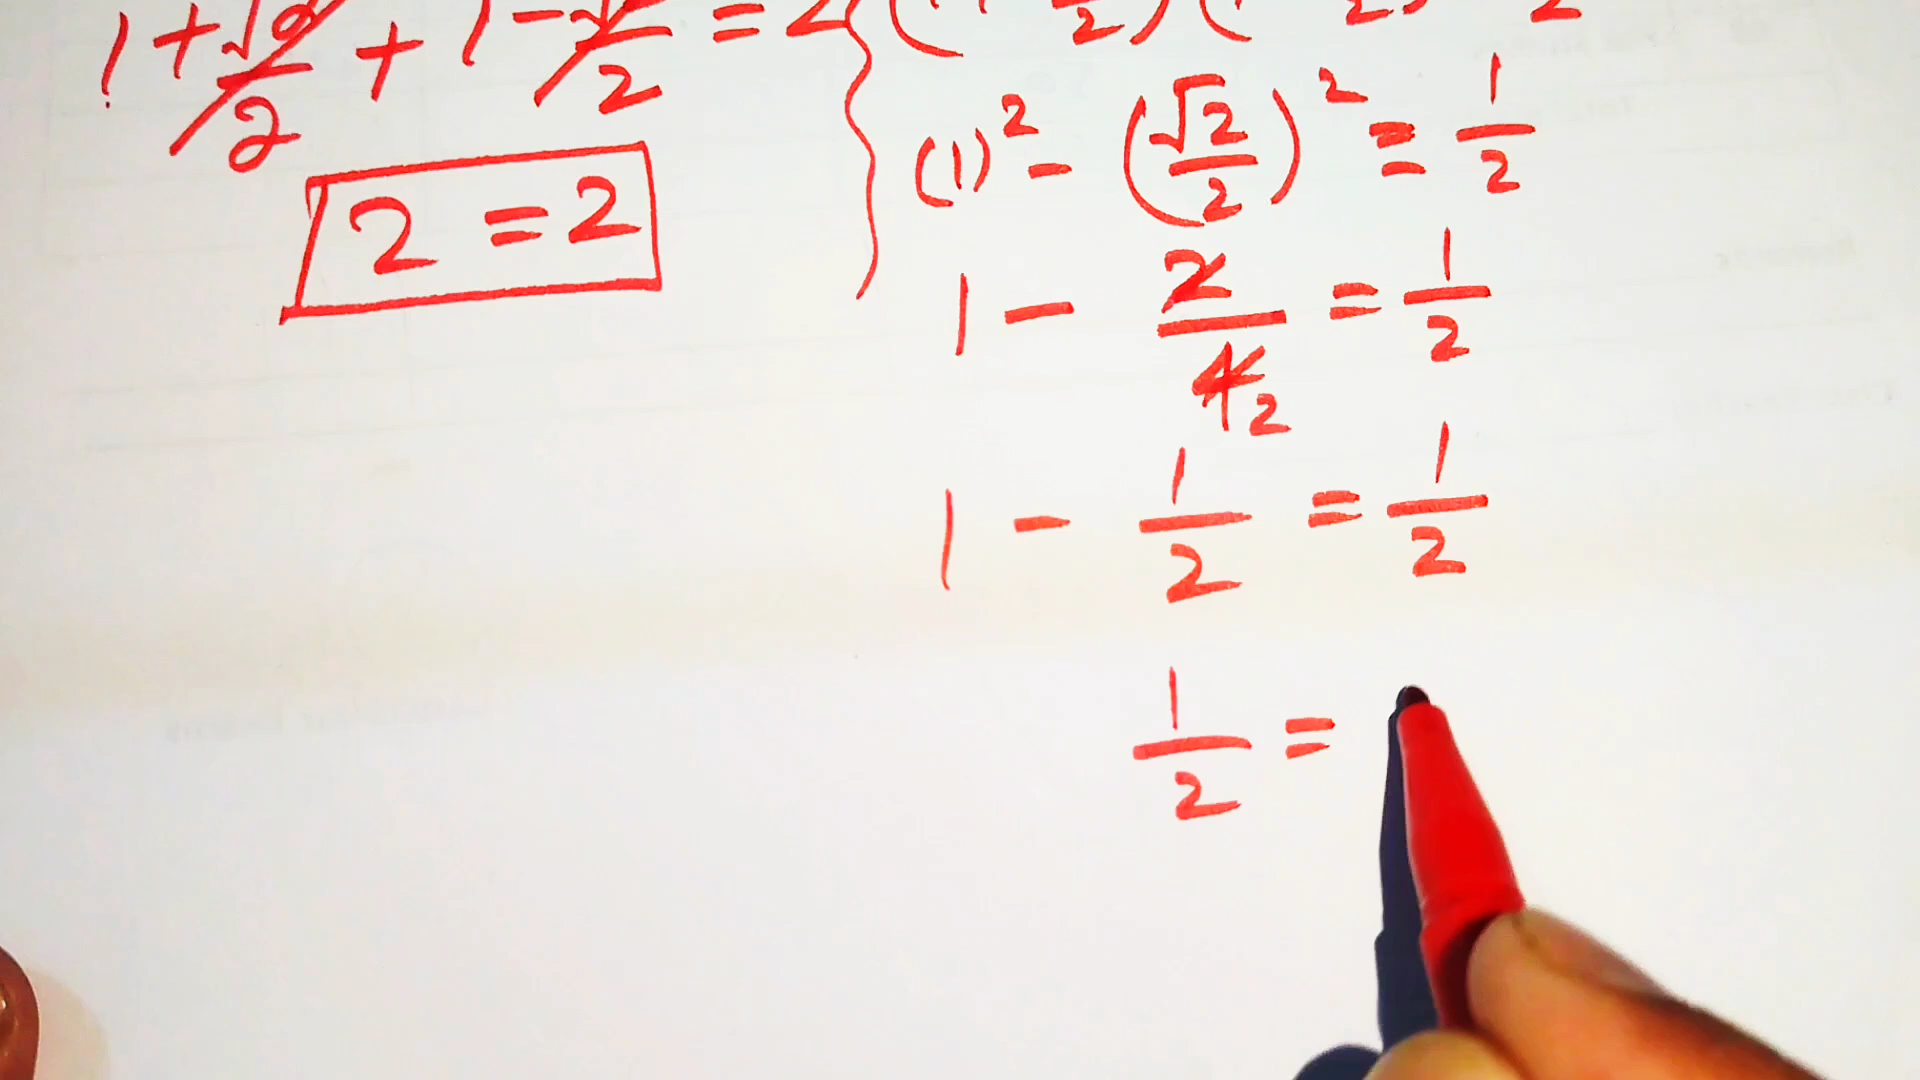 1 + √2/2 + 1 - √2/2 = 2
2 = 2
(1)² - (√2/2)² = 1/2
1 - 2/4 2 = 1/2
1 - 1/2 = 1/2
1/2 =